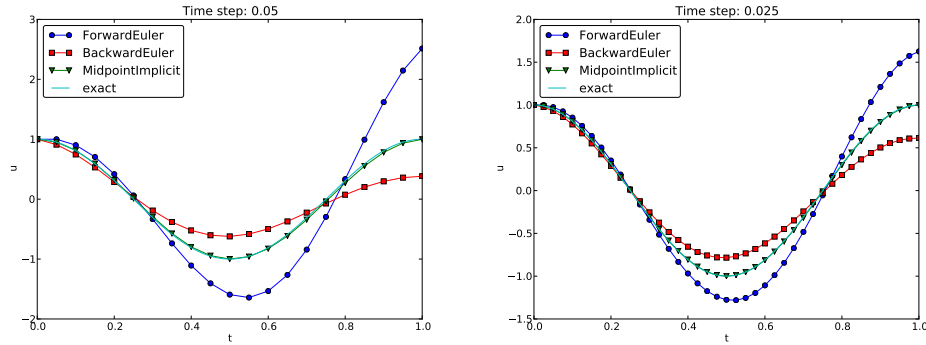 Time step: 0.05
3
2
1
0
−1
−2
u
0.0
0.2
0.4
0.6
0.8
1.0
t
ForwardEuler
BackwardEuler
MidpointImplicit
exact
Time step: 0.025
2.0
1.5
1.0
0.5
0.0
−0.5
−1.0
−1.5
u
0.0
0.2
0.4
0.6
0.8
1.0
t
ForwardEuler
BackwardEuler
MidpointImplicit
exact